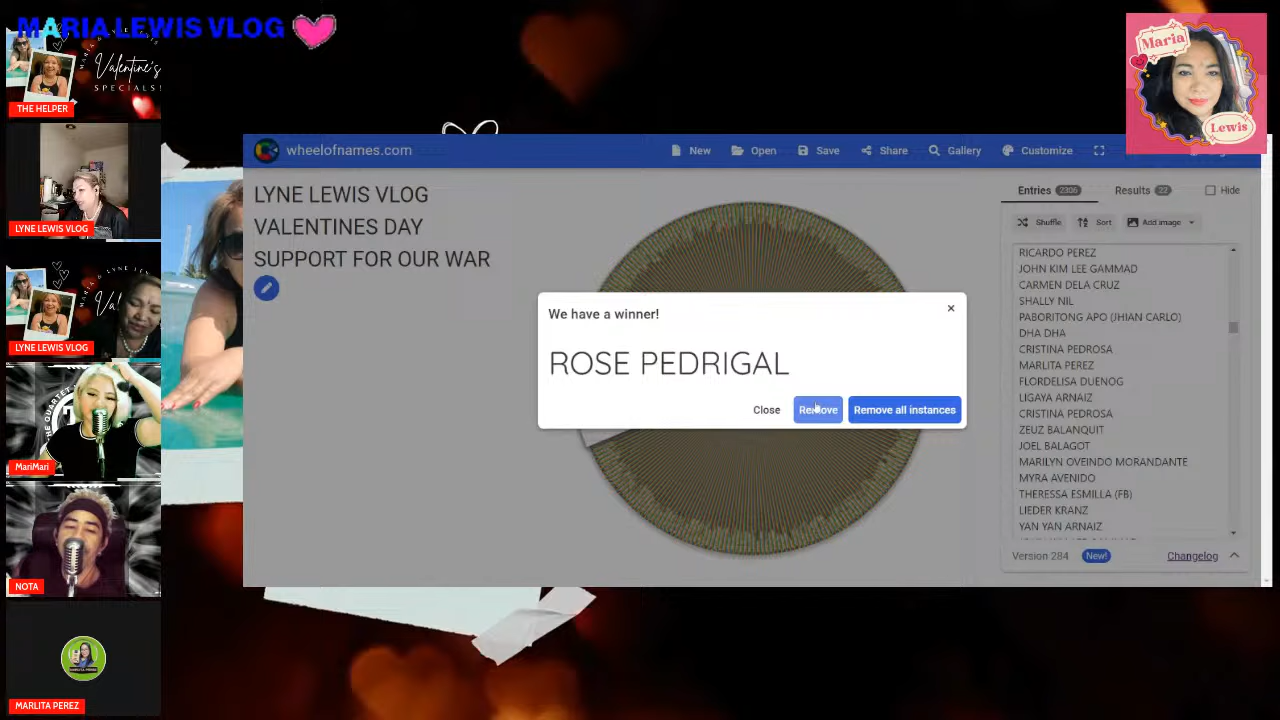 MARIA LEWIS VLOG
MARIA & LYNE LEWIS
Valentine's
SPECIALS!
THE HELPER
LYNE LEWIS VLOG
LYNE LEWIS VLOG
MariMari
NOTA
MARLITA PEREZ
Maria
Lewis
wheelofnames.com
New
Open
Save
Share
Gallery
Customize
LYNE LEWIS VLOG
VALENTINES DAY
SUPPORT FOR OUR WAR
We have a winner!
ROSE PEDRIGAL
Close
Remove
Remove all instances
Entries 2306
Results 22
Hide
Shuffle
Sort
Add image
RICARDO PEREZ
JOHN KIM LEE GAMMAD
CARMEN DELA CRUZ
SHALLY NIL
PABORITONG APO (JHIAN CARLO)
DHA DHA
CRISTINA PEDROSA
MARLITA PEREZ
FLORDELISA DUENOG
LIGAYA ARNAIZ
CRISTINA PEDROSA
ZEUZ BALANQUIT
JOEL BALAGOT
MARILYN OVEINDO MORANDANTE
MYRA AVENIDO
THERESSA ESMILLA (FB)
LIEDER KRANZ
YAN YAN ARNAIZ
Version 284
New!
Changelog